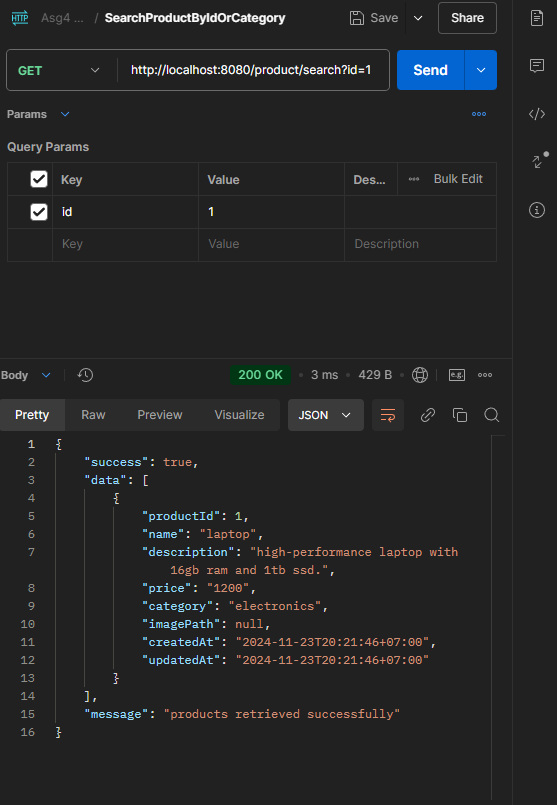 HTTP Asg4 ... / SearchProductByIdOrCategory Save Share
GET http://localhost:8080/product/search?id=1 Send
Params
Query Params
Key Value Des... Bulk Edit
id 1
Key Value Description
Body 200 OK • 3 ms • 429 B • e.g.
Pretty Raw Preview Visualize JSON
1 {
2 "success": true,
3 "data": [
4 {
5 "productId": 1,
6 "name": "laptop",
7 "description": "high-performance laptop with
16gb ram and 1tb ssd.",
8 "price": "1200",
9 "category": "electronics",
10 "imagePath": null,
11 "createdAt": "2024-11-23T20:21:46+07:00",
12 "updatedAt": "2024-11-23T20:21:46+07:00"
13 }
14 ],
15 "message": "products retrieved successfully"
16 }